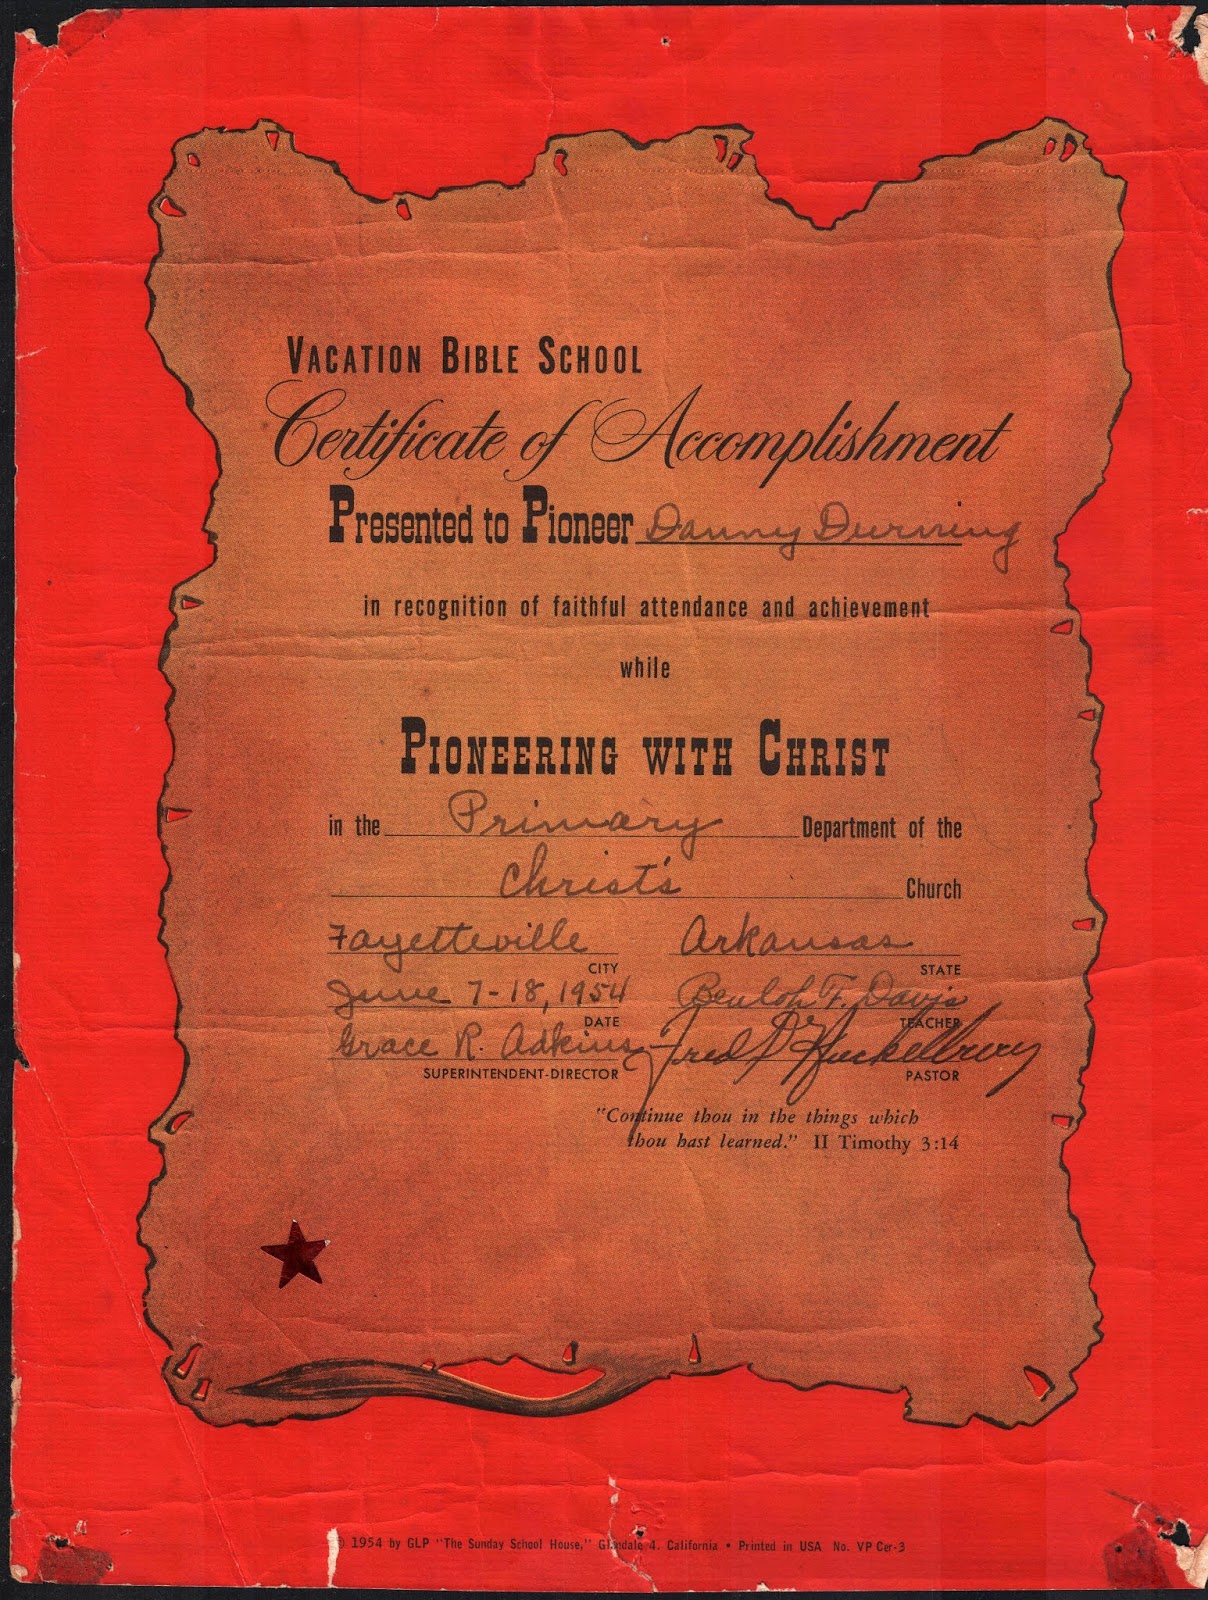 VACATION BIBLE SCHOOL
Certificate of Accomplishment
Presented to Pioneer Danny Durning
in recognition of faithful attendance and achievement
while
PIONEERING WITH CHRIST
in the Primary Department of the
Christ's Church
Fayetteville Arkansas
CITY STATE
June 7-18, 1954 Beulah F. Davis
DATE TEACHER
Grace R. Adkins Fred P. Huckelbury
SUPERINTENDENT-DIRECTOR PASTOR
"Continue thou in the things which
thou hast learned." II Timothy 3:14
© 1954 by GLP "The Sunday School House," Glendale 4, California • Printed in USA No. VP Cer-3